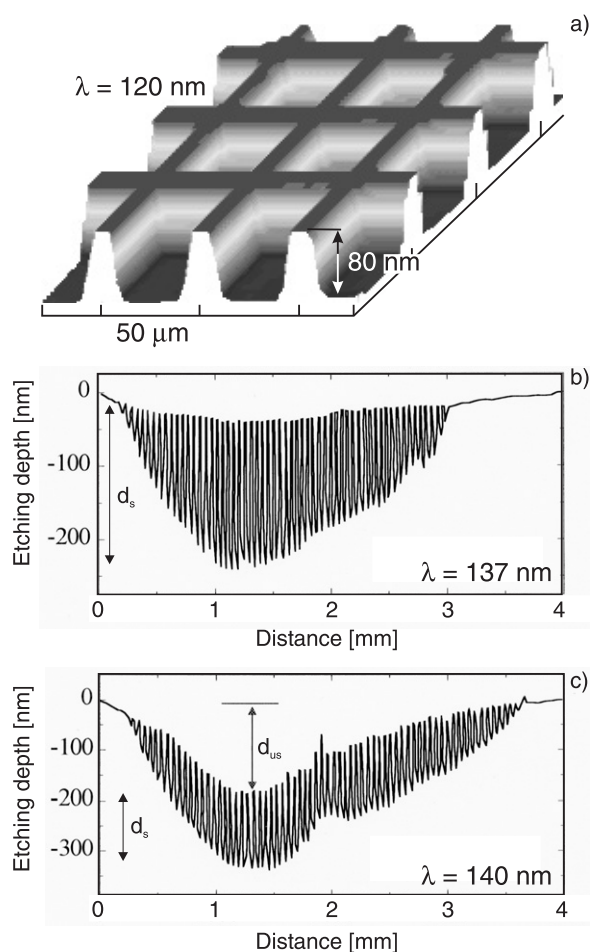 a)
λ = 120 nm
80 nm
50 μm
b)
0
-100
-200
Etching depth [nm]
d_s
λ = 137 nm
0 1 2 3 4
Distance [mm]
c)
0
-100
-200
-300
Etching depth [nm]
d_us
d_s
λ = 140 nm
0 1 2 3 4
Distance [mm]